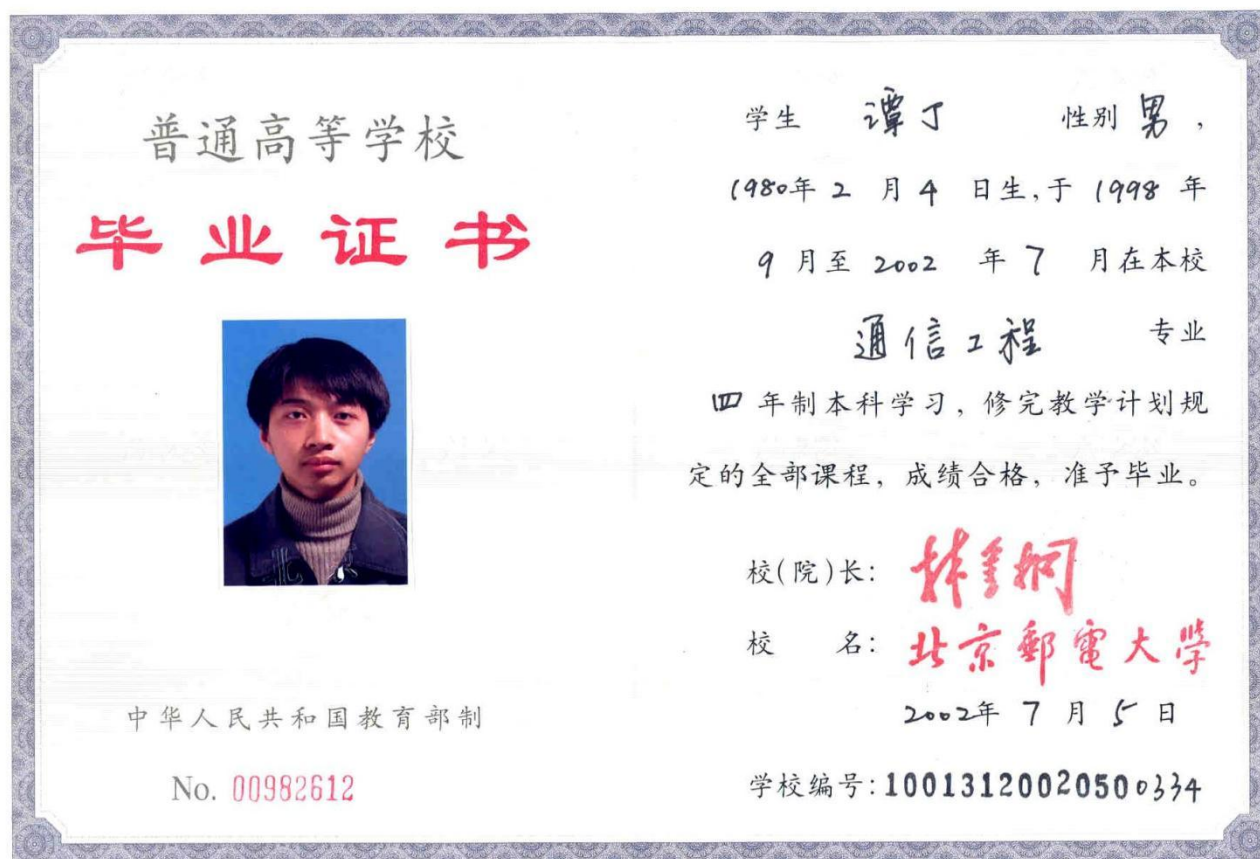 普通高等学校
毕业证书
中华人民共和国教育部制
No. 00982612
学生 谭丁 性别 男,
1980年 2 月 4 日生,于 1998 年
9 月至 2002 年 7 月在本校
通信工程 专业
四 年制本科学习,修完教学计划规
定的全部课程,成绩合格,准予毕业。
校(院)长: 林金桐
校 名: 北京郵電大學
2002年 7 月 5 日
学校编号:100131200205000334